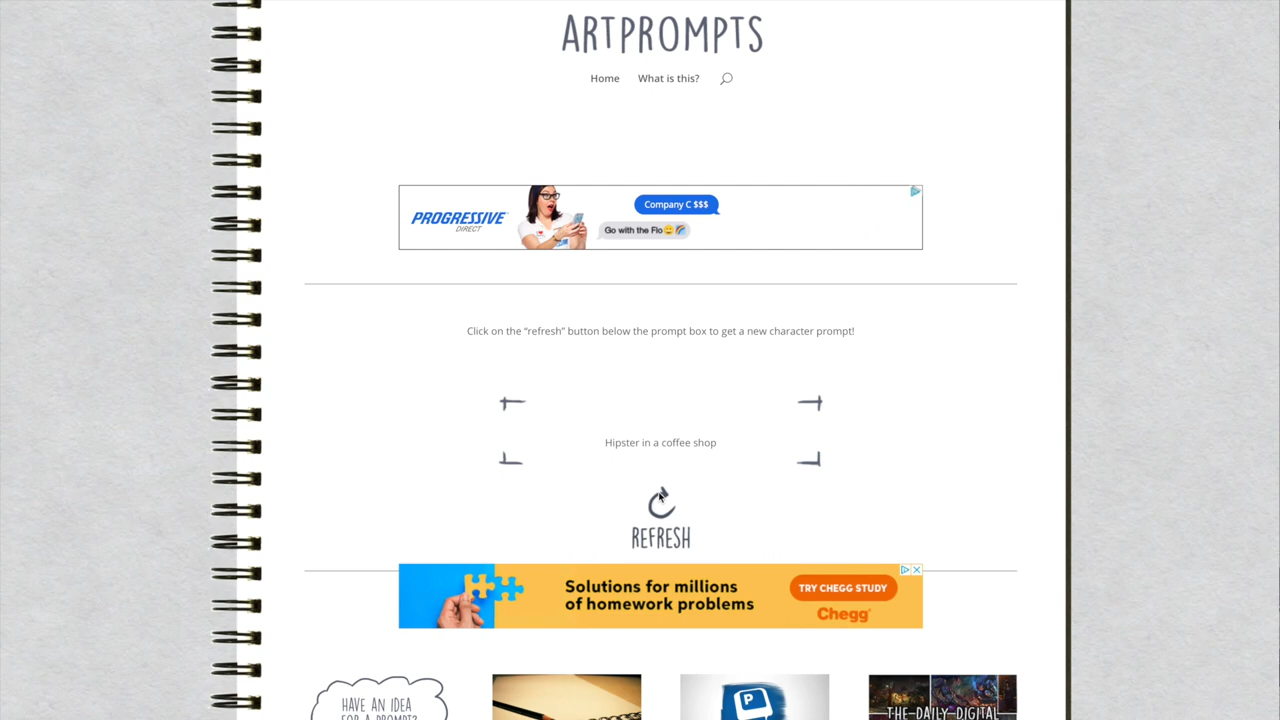 ARTPROMPTS
Home What is this?
PROGRESSIVE
DIRECT
Company C $$$
Go with the Flo
Click on the “refresh” button below the prompt box to get a new character prompt!
Hipster in a coffee shop
REFRESH
Solutions for millions
of homework problems
TRY CHEGG STUDY
Chegg
HAVE AN IDEA
FOR A PROMPT?
P
THE DAILY DIGITAL